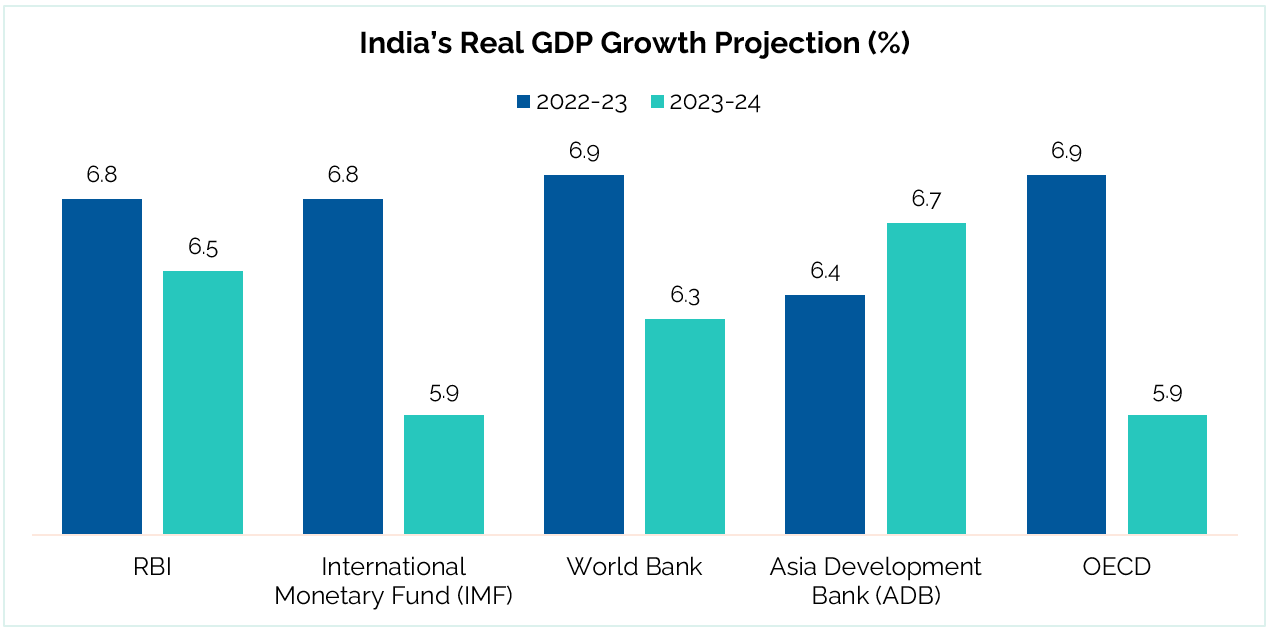 India’s Real GDP Growth Projection (%)
2022-23 2023-24
6.8 6.5 6.8 5.9 6.9 6.3 6.4 6.7 6.9 5.9
RBI
International
Monetary Fund (IMF)
World Bank
Asia Development
Bank (ADB)
OECD